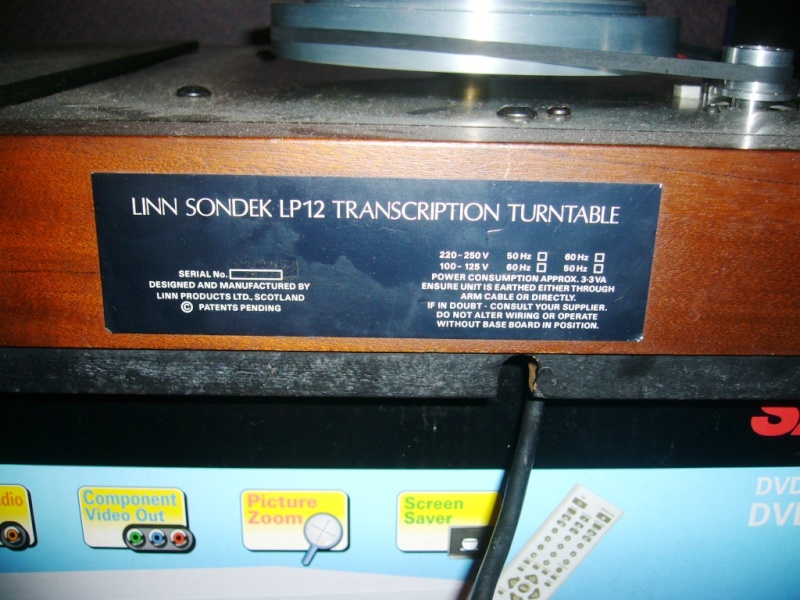 LINN SONDEK LP12 TRANSCRIPTION TURNTABLE
SERIAL No.
DESIGNED AND MANUFACTURED BY
LINN PRODUCTS LTD., SCOTLAND
© PATENTS PENDING
220-250 V 50 Hz 60 Hz
100-125 V 60 Hz 50 Hz
POWER CONSUMPTION APPROX. 3·3VA
ENSURE UNIT IS EARTHED EITHER THROUGH
ARM CABLE OR DIRECTLY.
IF IN DOUBT - CONSULT YOUR SUPPLIER.
DO NOT ALTER WIRING OR OPERATE
WITHOUT BASE BOARD IN POSITION.
Component
Video Out
Picture
Zoom
Screen
Saver
DVD